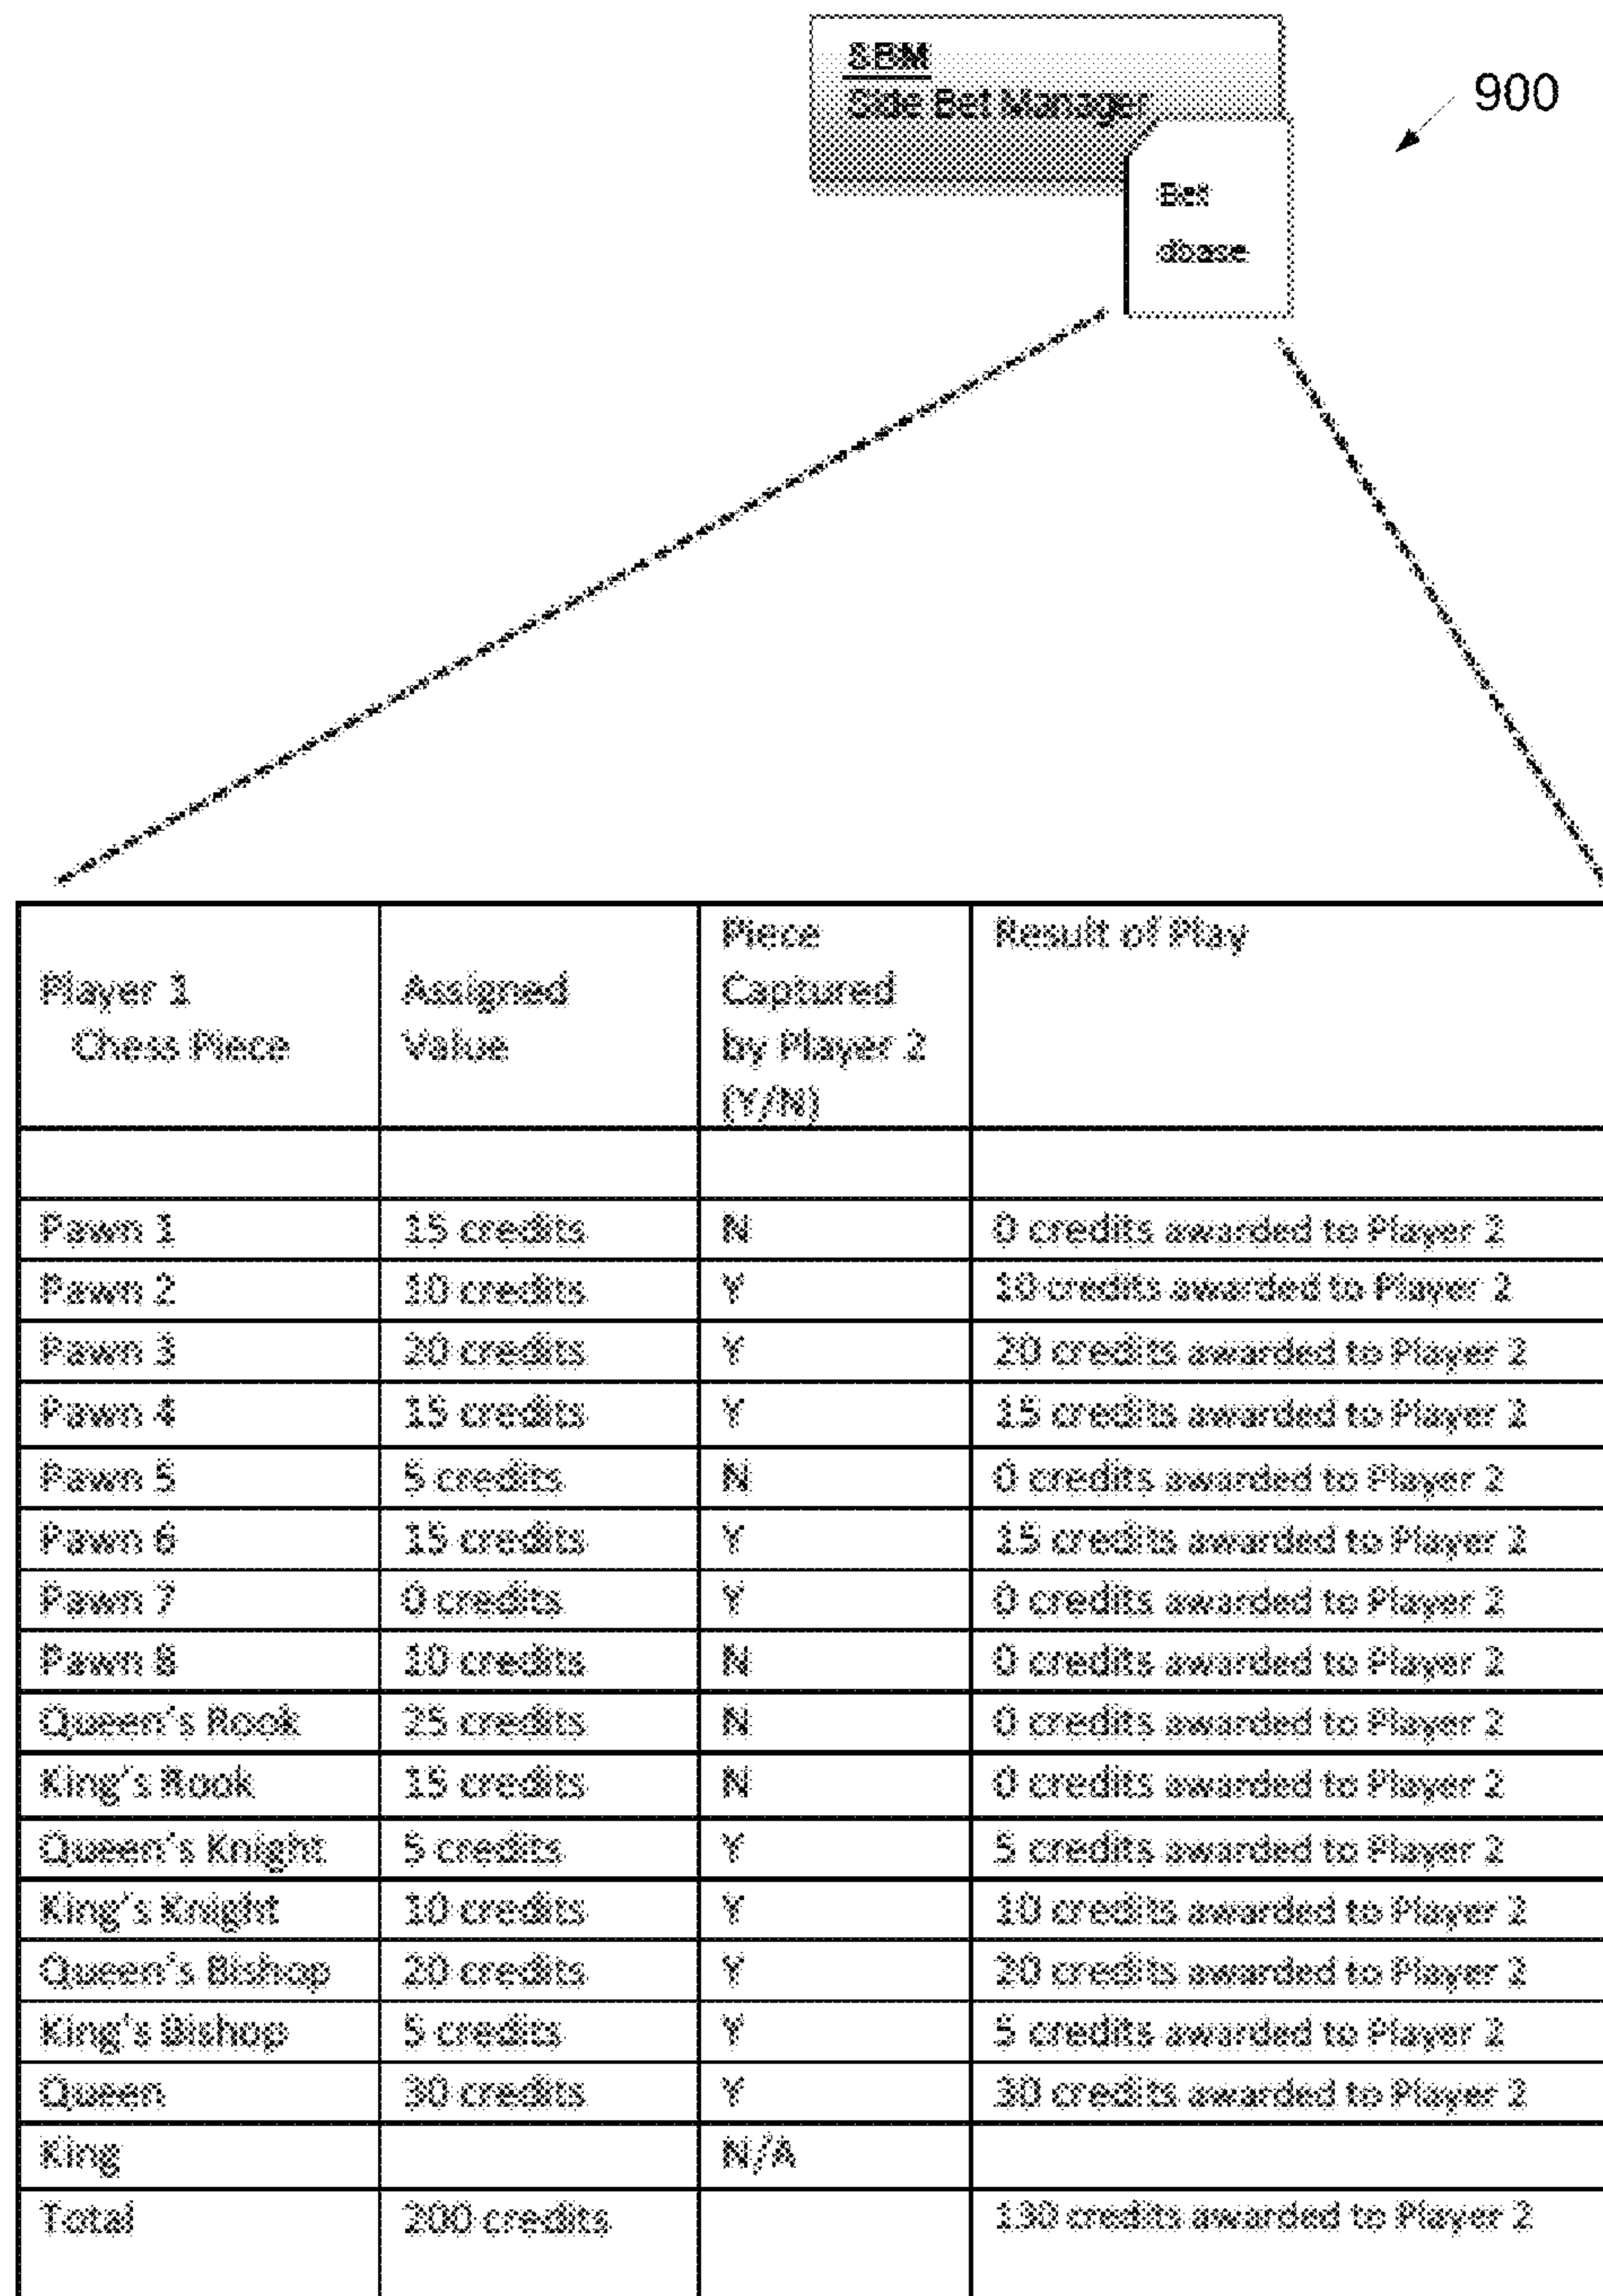 SBM
Side Bet Manager
900
Bet
dbase
Player 1
Chess Piece
Assigned
Value
Piece
Captured
by Player 2
(Y/N)
Result of Play
Pawn 1 15 credits N 0 credits awarded to Player 2
Pawn 2 10 credits Y 10 credits awarded to Player 2
Pawn 3 20 credits Y 20 credits awarded to Player 2
Pawn 4 15 credits Y 15 credits awarded to Player 2
Pawn 5 5 credits N 0 credits awarded to Player 2
Pawn 6 15 credits Y 15 credits awarded to Player 2
Pawn 7 0 credits Y 0 credits awarded to Player 2
Pawn 8 10 credits N 0 credits awarded to Player 2
Queen's Rook 25 credits N 0 credits awarded to Player 2
King's Rook 15 credits N 0 credits awarded to Player 2
Queen's Knight 5 credits Y 5 credits awarded to Player 2
King's Knight 10 credits Y 10 credits awarded to Player 2
Queen's Bishop 20 credits Y 20 credits awarded to Player 2
King's Bishop 5 credits Y 5 credits awarded to Player 2
Queen 30 credits Y 30 credits awarded to Player 2
King N/A
Total 200 credits 130 credits awarded to Player 2